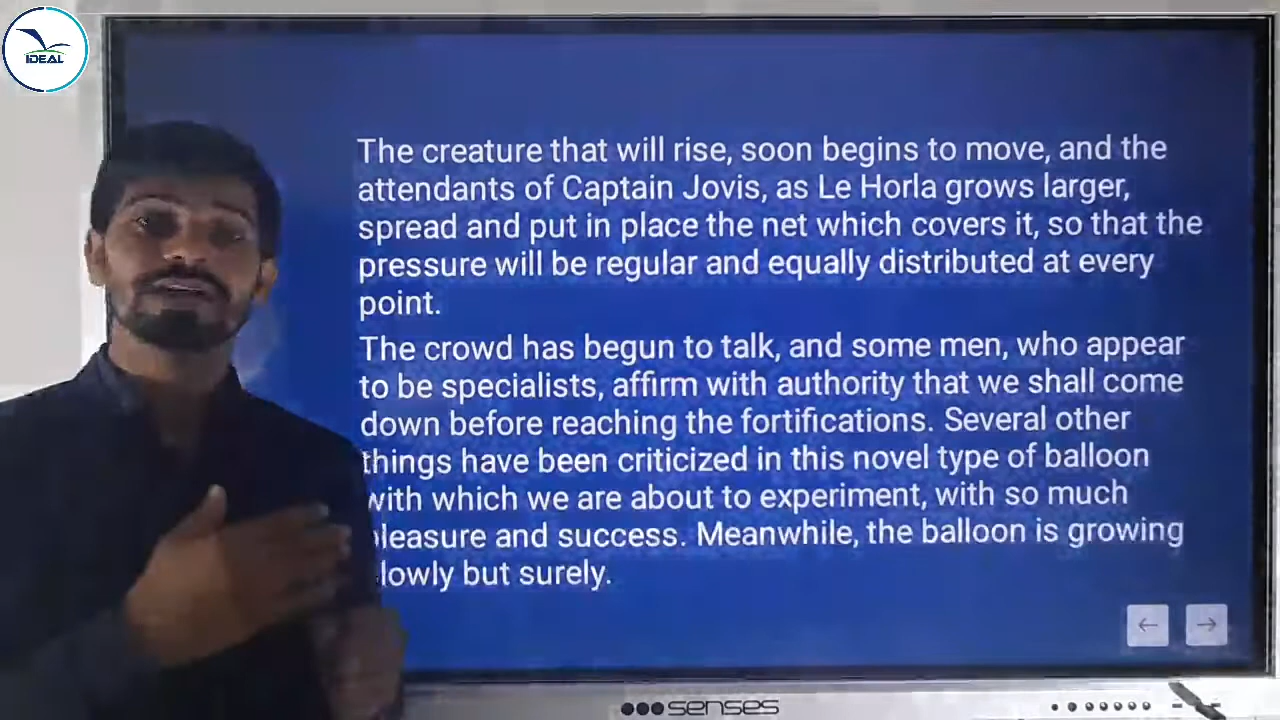 IDEAL
The creature that will rise, soon begins to move, and the
attendants of Captain Jovis, as Le Horla grows larger,
spread and put in place the net which covers it, so that the
pressure will be regular and equally distributed at every
point.
The crowd has begun to talk, and some men, who appear
to be specialists, affirm with authority that we shall come
down before reaching the fortifications. Several other
things have been criticized in this novel type of balloon
with which we are about to experiment, with so much
pleasure and success. Meanwhile, the balloon is growing
slowly but surely.
senses